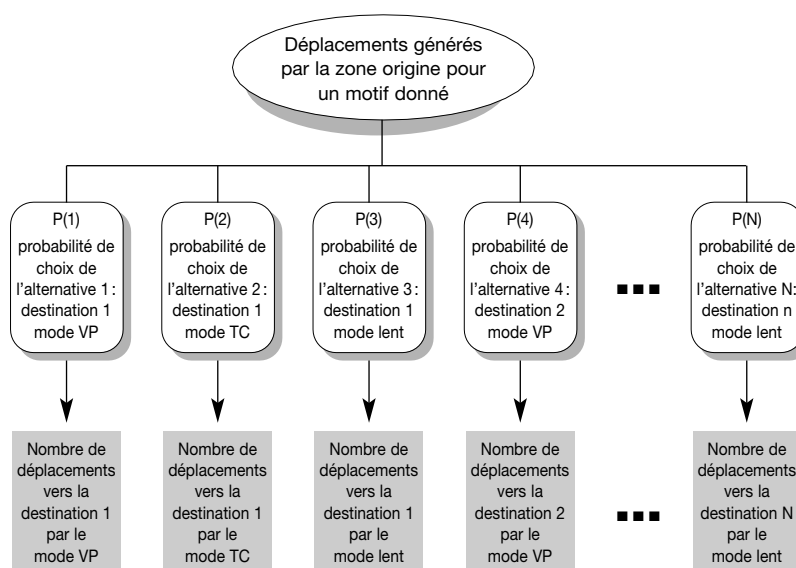 Déplacements générés
par la zone origine pour
un motif donné
P(1)
probabilité de
choix de
l'alternative 1 :
destination 1
mode VP
P(2)
probabilité de
choix de
l'alternative 2 :
destination 1
mode TC
P(3)
probabilité de
choix de
l'alternative 3 :
destination 1
mode lent
P(4)
probabilité de
choix de
l'alternative 4 :
destination 2
mode VP
P(N)
probabilité de
choix de
l'alternative N:
destination n
mode lent
Nombre de
déplacements
vers la
destination 1
par le
mode VP
Nombre de
déplacements
vers la
destination 1
par le
mode TC
Nombre de
déplacements
vers la
destination 1
par le
mode lent
Nombre de
déplacements
vers la
destination 2
par le
mode VP
Nombre de
déplacements
vers la
destination N
par le
mode lent